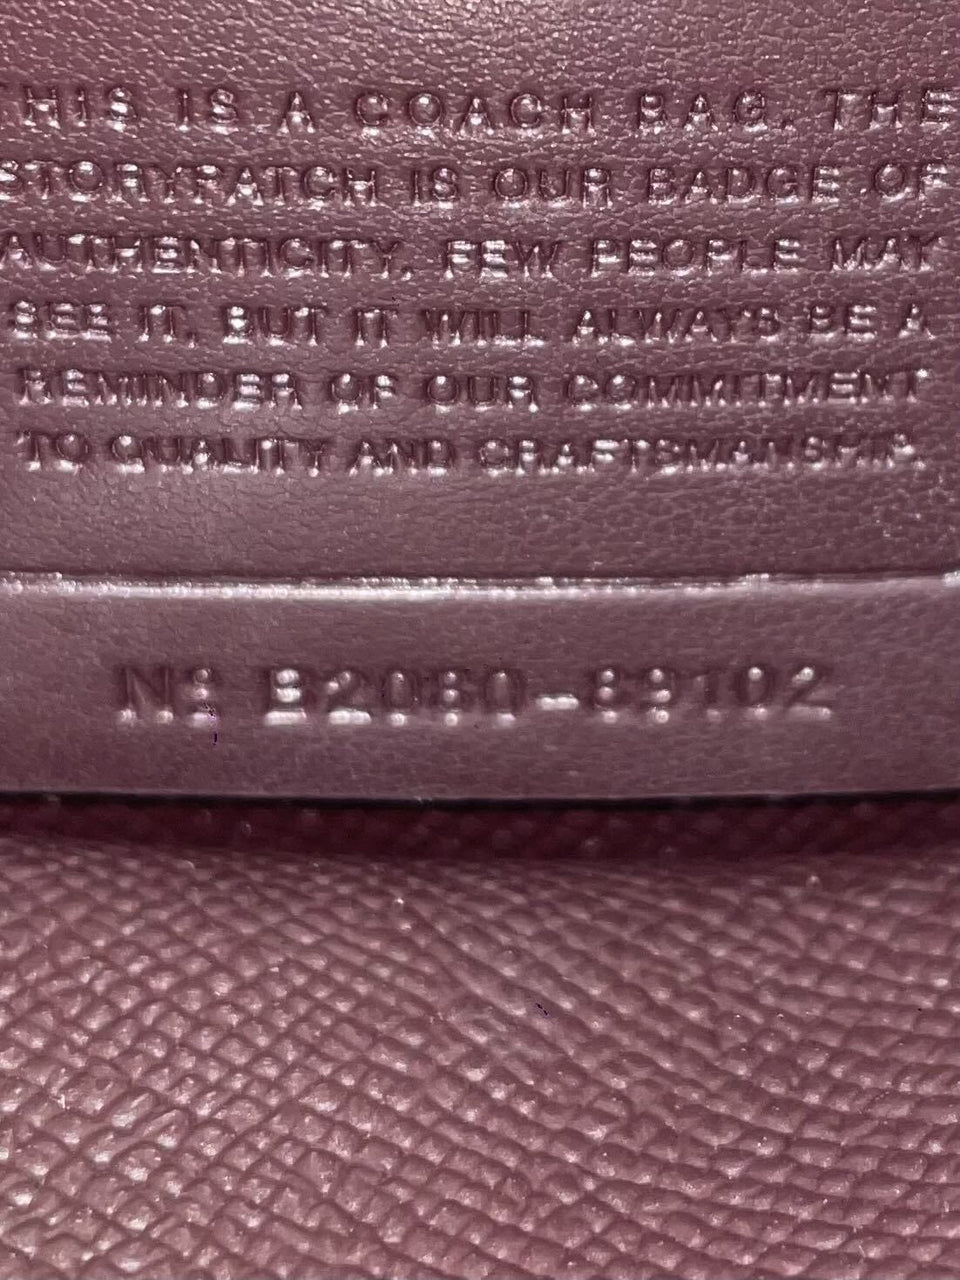 THIS IS A COACH BAG. THE
STORYPATCH IS OUR BADGE OF
AUTHENTICITY. FEW PEOPLE MAY
SEE IT, BUT IT WILL ALWAYS BE A
REMINDER OF OUR COMMITMENT
TO QUALITY AND CRAFTSMANSHIP.
Nº B2080-89102